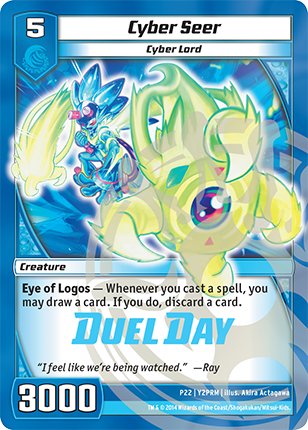 5
Cyber Seer
Cyber Lord
Creature
Eye of Logos — Whenever you cast a spell, you
may draw a card. If you do, discard a card.
DUEL DAY
"I feel like we're being watched." —Ray
3000
P22 | Y2PRM | illus. Akira Actagawa
TM & © 2014 Wizards of the Coast/Shogakukan/Mitsui-Kids.